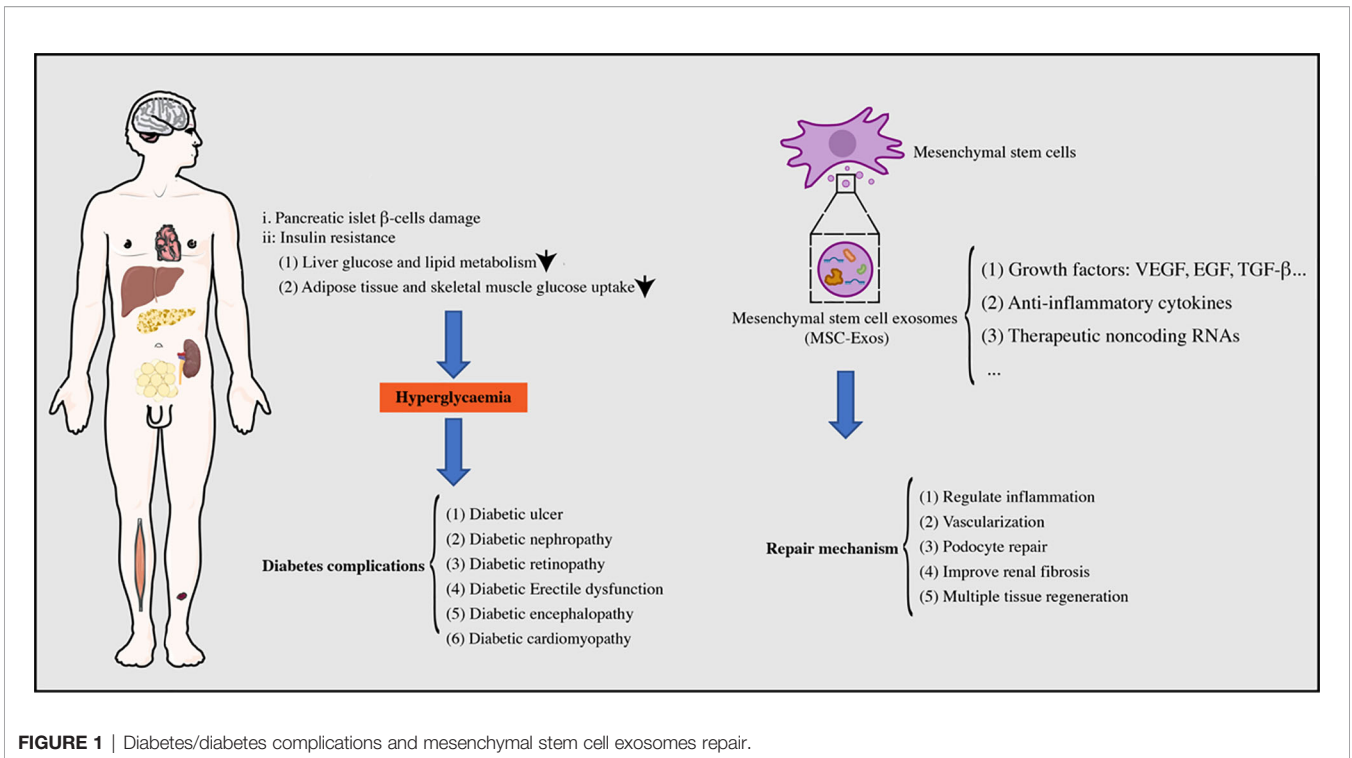 i. Pancreatic islet β-cells damage
ii: Insulin resistance
(1) Liver glucose and lipid metabolism
(2) Adipose tissue and skeletal muscle glucose uptake
Hyperglycaemia
Diabetes complications
(1) Diabetic ulcer
(2) Diabetic nephropathy
(3) Diabetic retinopathy
(4) Diabetic Erectile dysfunction
(5) Diabetic encephalopathy
(6) Diabetic cardiomyopathy
Mesenchymal stem cells
Mesenchymal stem cell exosomes
(MSC-Exos)
(1) Growth factors: VEGF, EGF, TGF-β...
(2) Anti-inflammatory cytokines
(3) Therapeutic noncoding RNAs
...
Repair mechanism
(1) Regulate inflammation
(2) Vascularization
(3) Podocyte repair
(4) Improve renal fibrosis
(5) Multiple tissue regeneration
FIGURE 1 | Diabetes/diabetes complications and mesenchymal stem cell exosomes repair.